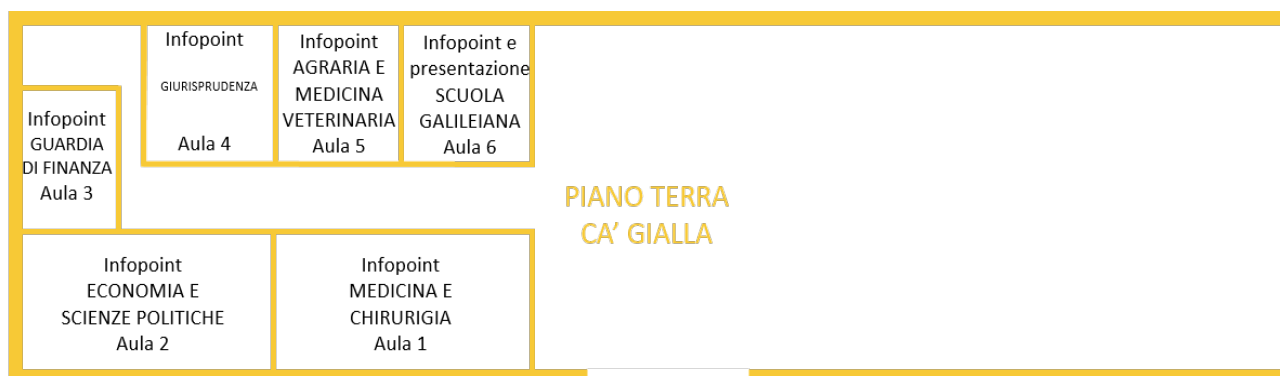 Infopoint
GIURISPRUDENZA
Aula 4
Infopoint
AGRARIA E
MEDICINA
VETERINARIA
Aula 5
Infopoint e
presentazione
SCUOLA
GALILEIANA
Aula 6
Infopoint
GUARDIA
DI FINANZA
Aula 3
PIANO TERRA
CA’ GIALLA
Infopoint
ECONOMIA E
SCIENZE POLITICHE
Aula 2
Infopoint
MEDICINA E
CHIRURIGIA
Aula 1